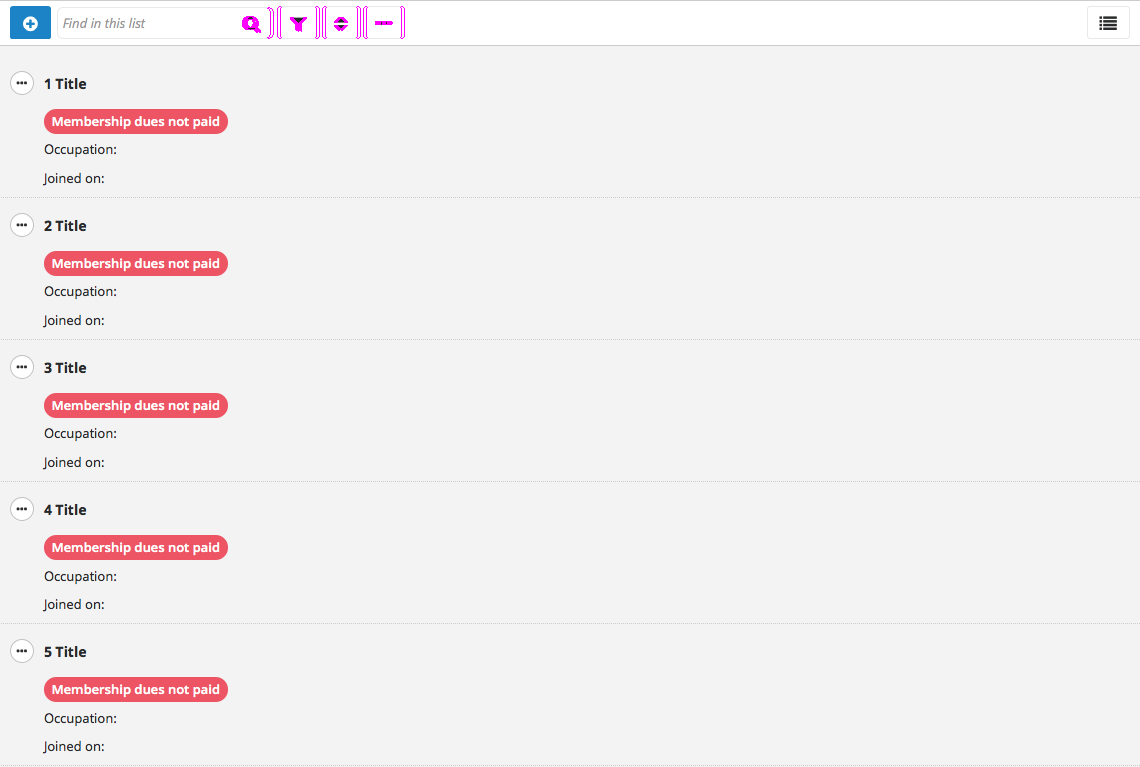 Find in this list
1 Title
Membership dues not paid
Occupation:
Joined on:
2 Title
Membership dues not paid
Occupation:
Joined on:
3 Title
Membership dues not paid
Occupation:
Joined on:
4 Title
Membership dues not paid
Occupation:
Joined on:
5 Title
Membership dues not paid
Occupation:
Joined on: